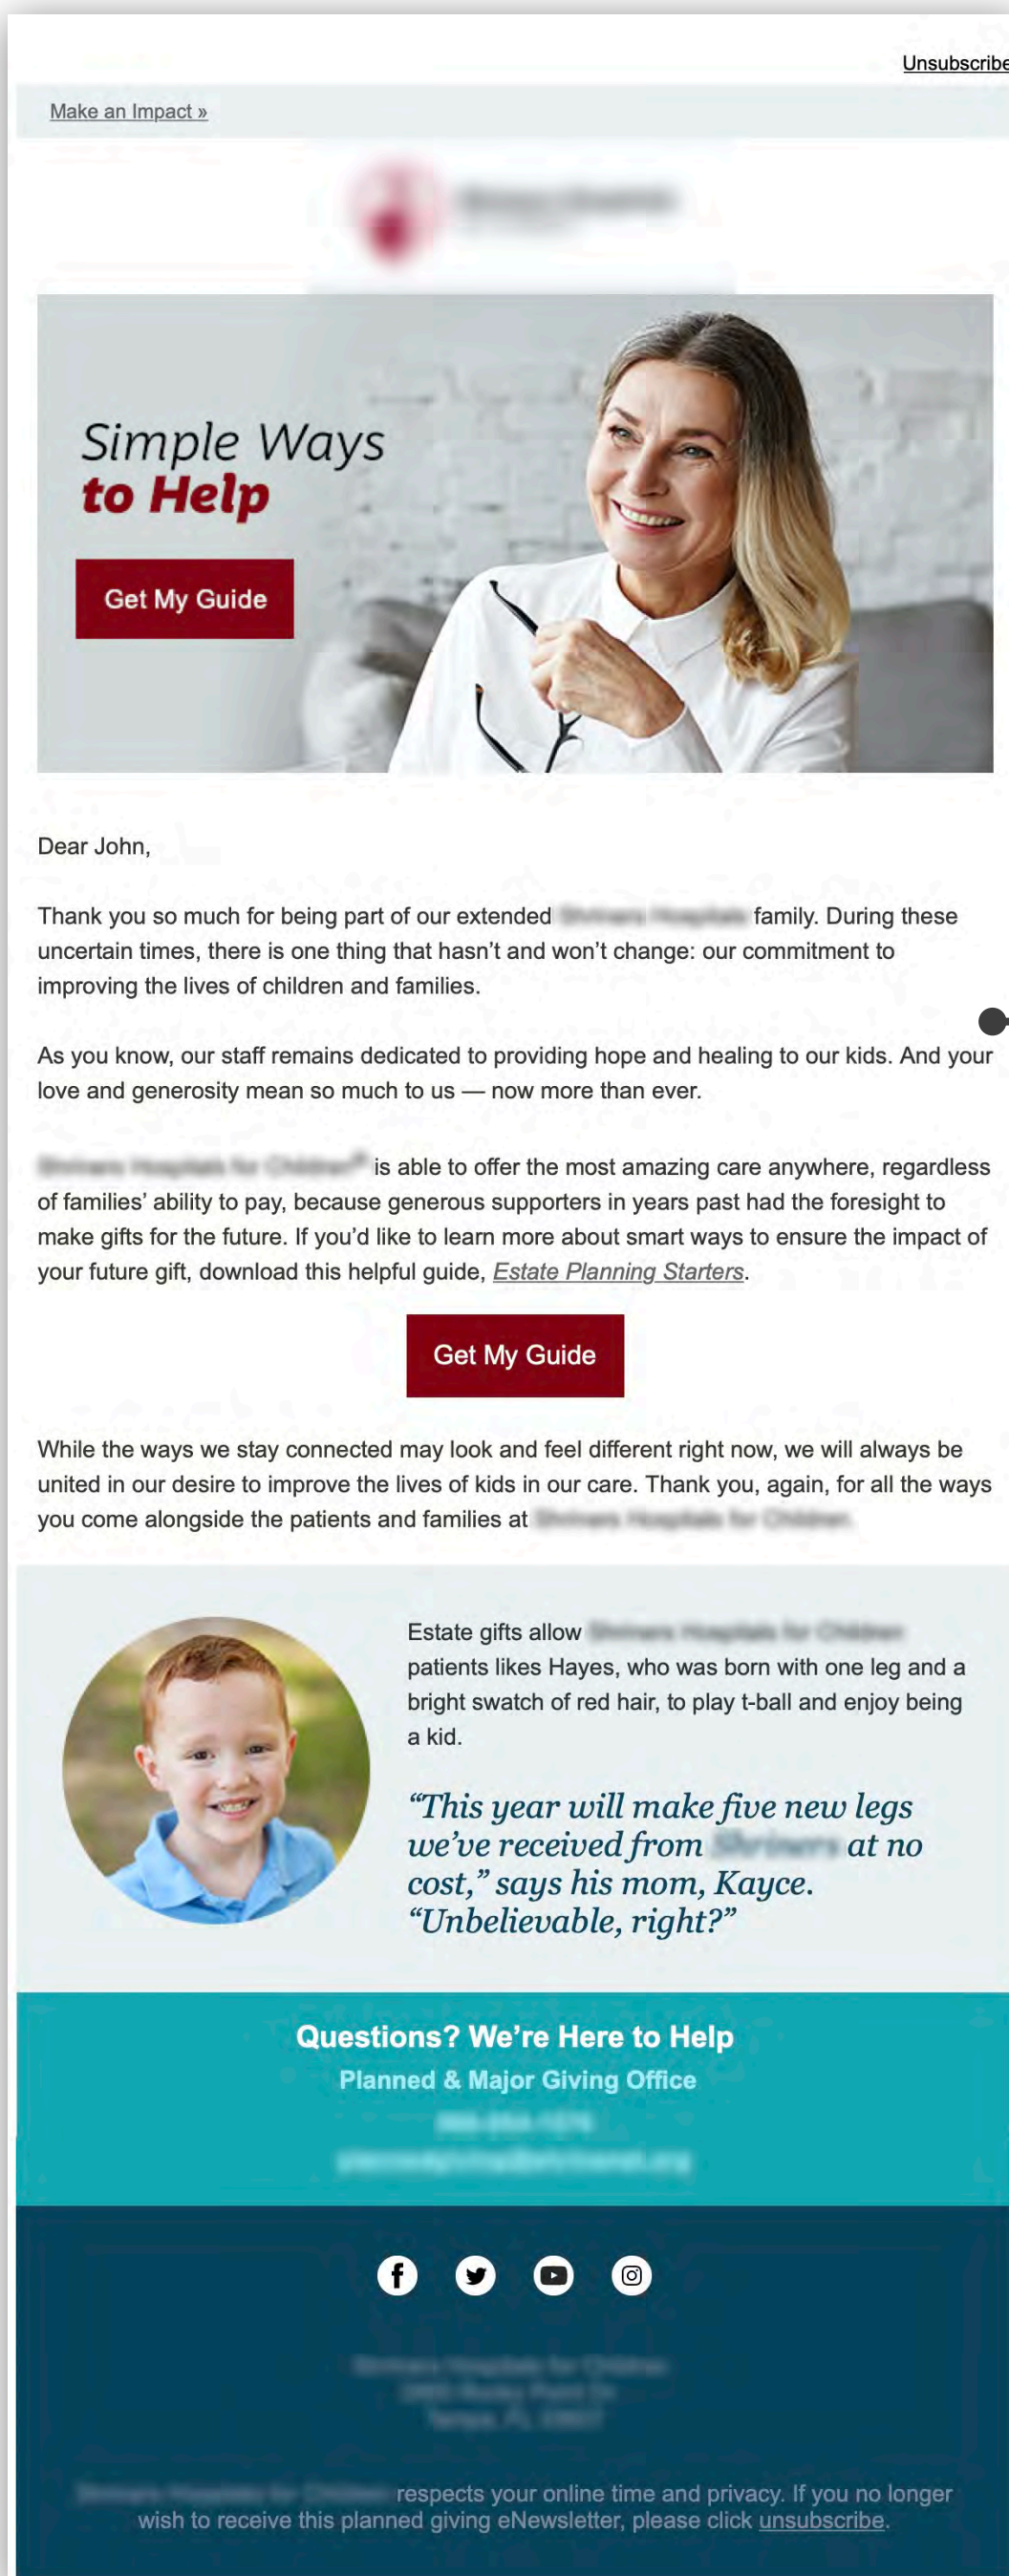 Unsubscribe
Make an Impact »
Simple Ways
to Help
Get My Guide
Dear John,
Thank you so much for being part of our extended family. During these
uncertain times, there is one thing that hasn’t and won’t change: our commitment to
improving the lives of children and families.
As you know, our staff remains dedicated to providing hope and healing to our kids. And your
love and generosity mean so much to us — now more than ever.
is able to offer the most amazing care anywhere, regardless
of families’ ability to pay, because generous supporters in years past had the foresight to
make gifts for the future. If you’d like to learn more about smart ways to ensure the impact of
your future gift, download this helpful guide, Estate Planning Starters.
Get My Guide
While the ways we stay connected may look and feel different right now, we will always be
united in our desire to improve the lives of kids in our care. Thank you, again, for all the ways
you come alongside the patients and families at
Estate gifts allow
patients likes Hayes, who was born with one leg and a
bright swatch of red hair, to play t-ball and enjoy being
a kid.
“This year will make five new legs
we’ve received from at no
cost,” says his mom, Kayce.
“Unbelievable, right?”
Questions? We’re Here to Help
Planned & Major Giving Office
respects your online time and privacy. If you no longer
wish to receive this planned giving eNewsletter, please click unsubscribe.